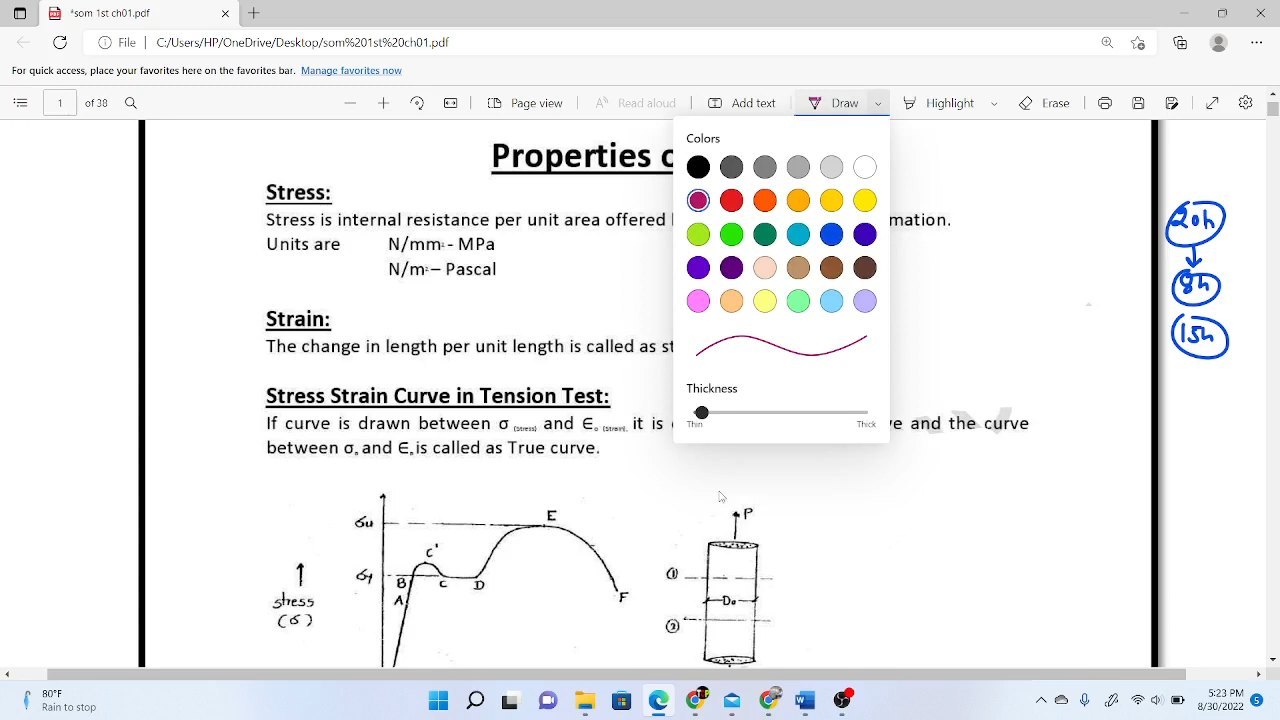 *som 1st ch01.pdf
File
C:/Users/HP/OneDrive/Desktop/som%201st%20ch01.pdf
For quick access, place your favorites here on the favorites bar. Manage favorites now
1 of 38
Page view
Read aloud
Add text
Draw
Highlight
Erase
Colors
Thickness
Thin
Thick
Properties o
Stress:
Stress is internal resistance per unit area offered mation.
Units are N/mm² - MPa
N/m² – Pascal
Strain:
The change in length per unit length is called as st
Stress Strain Curve in Tension Test:
If curve is drawn between σ (Stress) and ∈o (Strain), it is ve and the curve
between σa and ∈a is called as True curve.
20h
8h
15h
σu
E
C'
σy
B
C
D
A
F
stress
(σ)
P
①
Do
②
80°F
Rain to stop
5:23 PM
8/30/2022
5